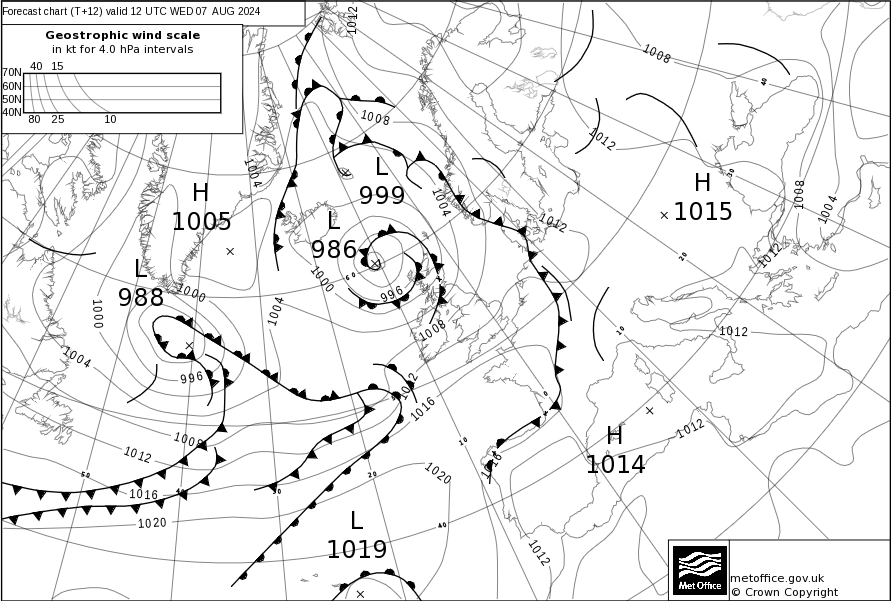 Forecast chart (T+12) valid 12 UTC WED 07 AUG 2024
Geostrophic wind scale
in kt for 4.0 hPa intervals
40 15
70N
60N
50N
40N
80 25 10
1012
1008
1008
1012
1004
L
999
H
1005
H
1015
1008
1004
1004
L
986
1012
1012
L
988
1000
60
1000
996
1000
1004
1008
1012
1004
996
1012
1016
1008
1012
H
1014
1012
1016
1020
1016
1020
L
1019
1012
50
40
30
20
10
0
40
10
20
30
40
Met Office
metoffice.gov.uk
© Crown Copyright